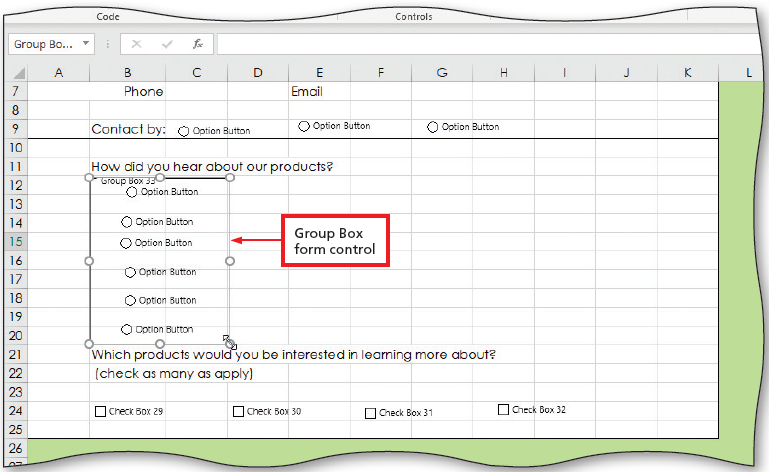 Code Controls
Group Bo... fx
A B C D E F G H I J K L
7 Phone Email
8
9 Contact by: Option Button Option Button Option Button
10
11 How did you hear about our products?
12 Group Box 33
Option Button
13
14 Option Button
15 Option Button
Group Box
form control
16 Option Button
17
18 Option Button
19
20 Option Button
21 Which products would you be interested in learning more about?
22 (check as many as apply)
23
24 Check Box 29 Check Box 30 Check Box 31 Check Box 32
25
26
27